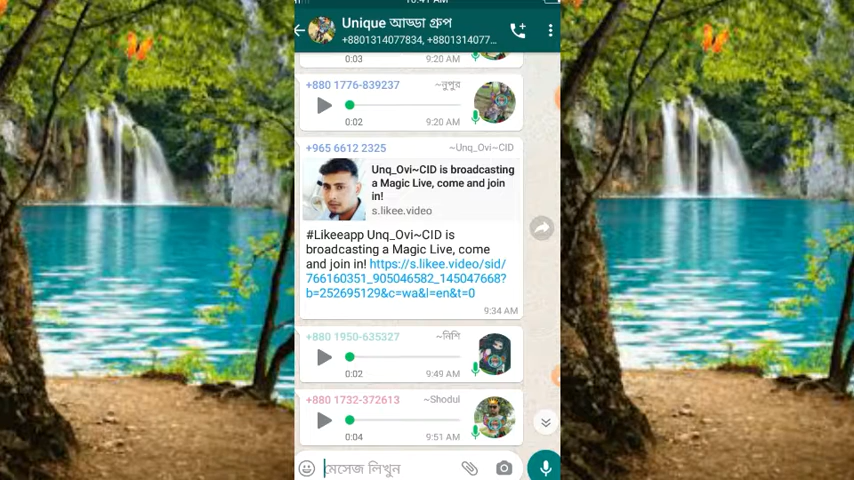 Unique আড্ডা গ্রুপ
+8801314077834, +8801314077...
0:03 9:20 AM
+880 1776-839237 ~নুপুর
0:02 9:20 AM
+965 6612 2325 ~Unq_Ovi~CID
Unq_Ovi~CID is broadcasting
a Magic Live, come and join
in!
s.likee.video
#Likeeapp Unq_Ovi~CID is
broadcasting a Magic Live, come
and join in! https://s.likee.video/sid/
766160351_905046582_145047668?
b=252695129&c=wa&l=en&t=0
9:34 AM
+880 1950-635327 ~নিশি
0:02 9:49 AM
+880 1732-372613 ~Shodul
0:04 9:51 AM
মেসেজ লিখুন